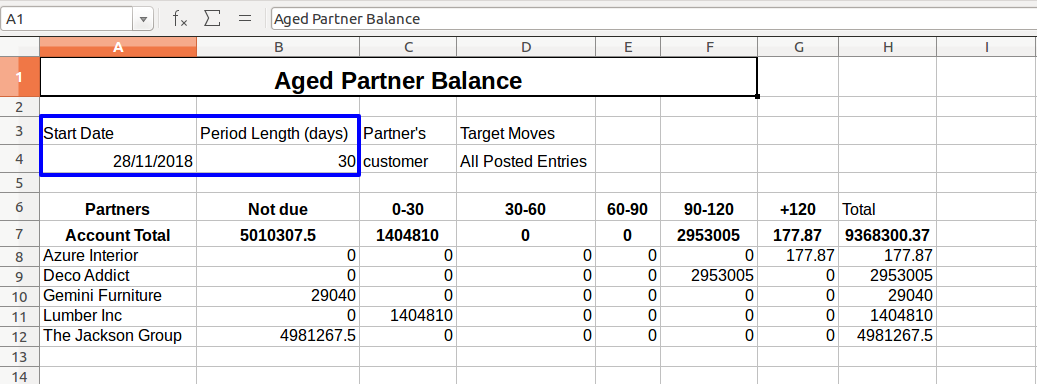 A1 fx Σ = Aged Partner Balance
A B C D E F G H I
1 Aged Partner Balance
2
3 Start Date Period Length (days) Partner's Target Moves
4 28/11/2018 30 customer All Posted Entries
5
6 Partners Not due 0-30 30-60 60-90 90-120 +120 Total
7 Account Total 5010307.5 1404810 0 0 2953005 177.87 9368300.37
8 Azure Interior 0 0 0 0 0 177.87 177.87
9 Deco Addict 0 0 0 0 2953005 0 2953005
10 Gemini Furniture 29040 0 0 0 0 0 29040
11 Lumber Inc 0 1404810 0 0 0 0 1404810
12 The Jackson Group 4981267.5 0 0 0 0 0 4981267.5
13
14